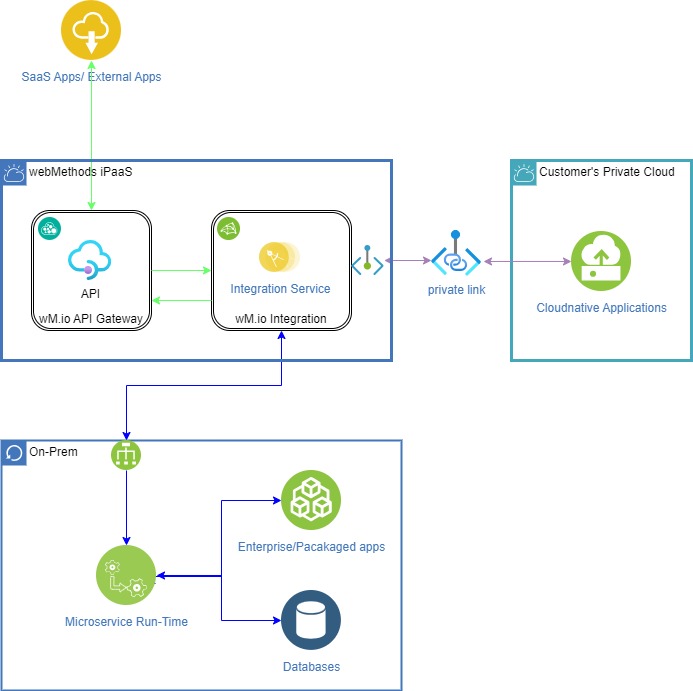 SaaS Apps/ External Apps
webMethods iPaaS
Customer's Private Cloud
API
wM.io API Gateway
Integration Service
wM.io Integration
private link
Cloudnative Applications
On-Prem
Enterprise/Pacakaged apps
Microservice Run-Time
Databases